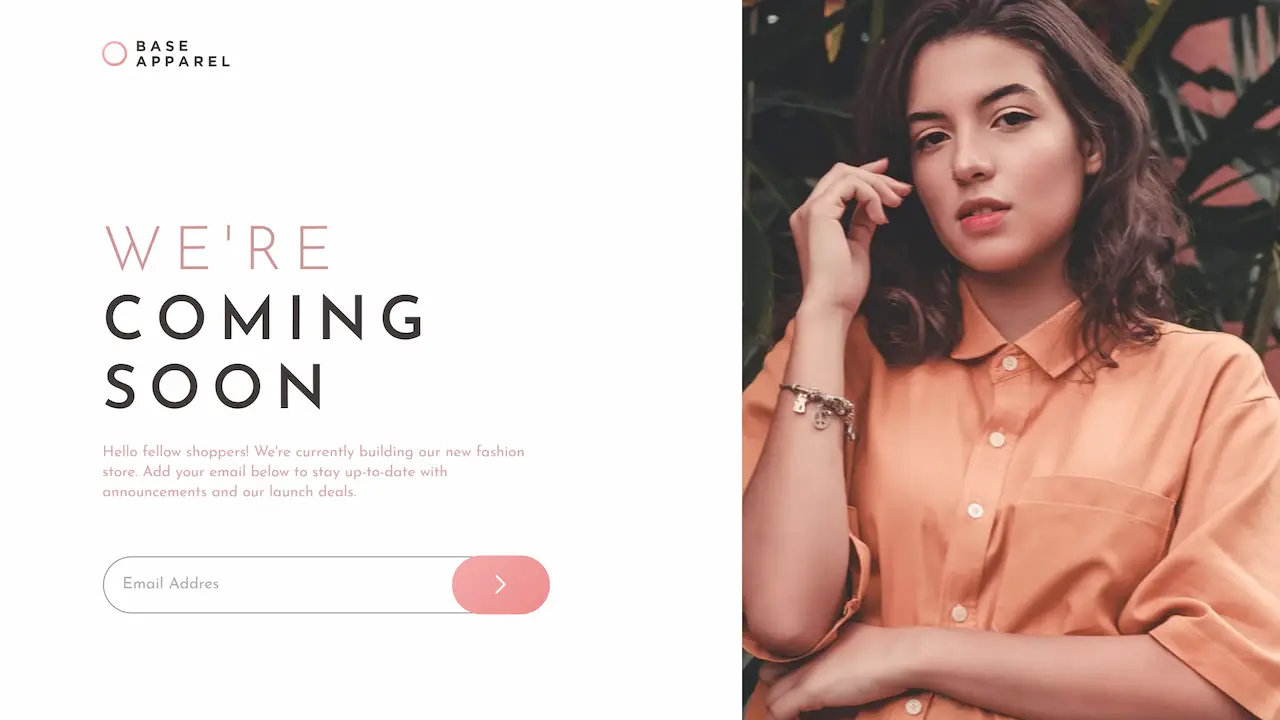 BASE
APPAREL
WE'RE
COMING
SOON
Hello fellow shoppers! We're currently building our new fashion
store. Add your email below to stay up-to-date with
announcements and our launch deals.
Email Addres